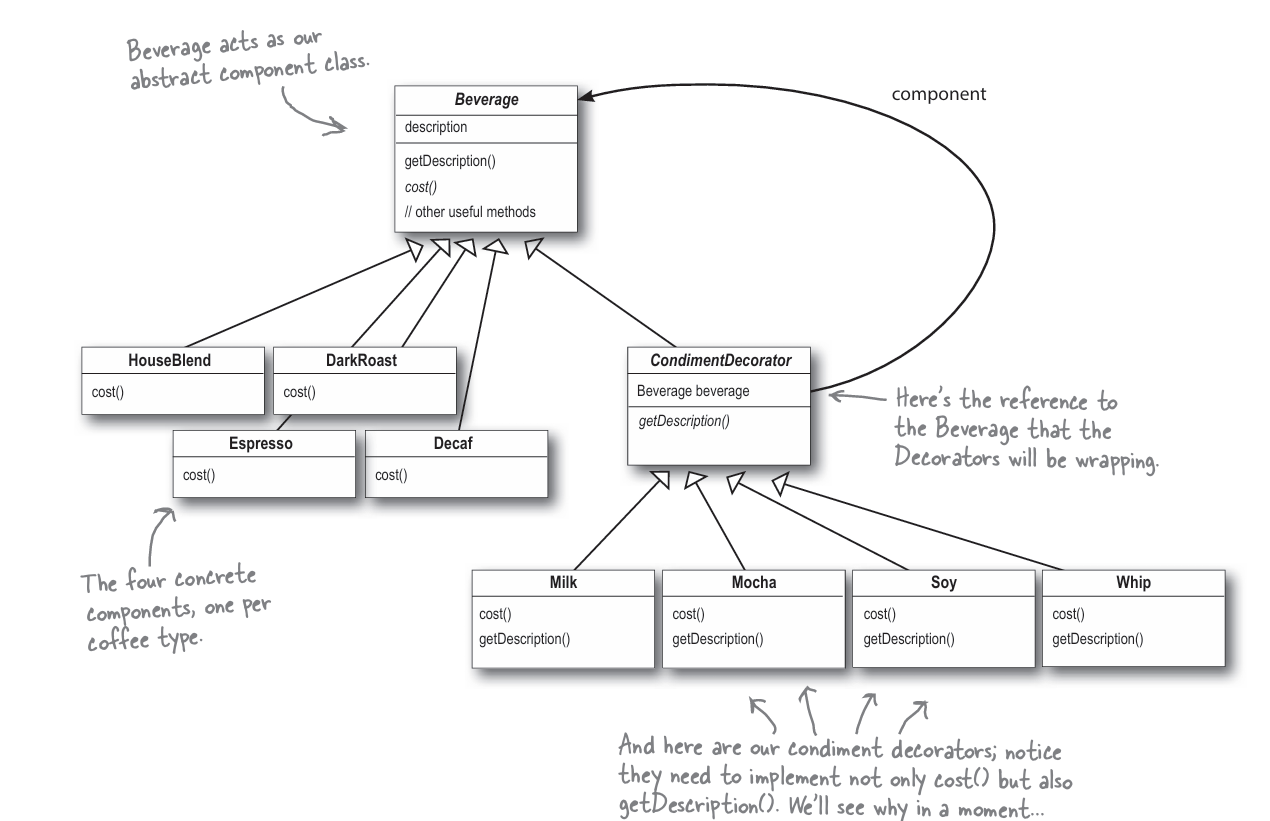 Beverage acts as our
abstract component class.
Beverage
description
getDescription()
cost()
// other useful methods
component
HouseBlend
cost()
DarkRoast
cost()
Espresso
cost()
Decaf
cost()
CondimentDecorator
Beverage beverage
getDescription()
Here's the reference to
the Beverage that the
Decorators will be wrapping.
The four concrete
components, one per
coffee type.
Milk
cost()
getDescription()
Mocha
cost()
getDescription()
Soy
cost()
getDescription()
Whip
cost()
getDescription()
And here are our condiment decorators; notice
they need to implement not only cost() but also
getDescription(). We'll see why in a moment...